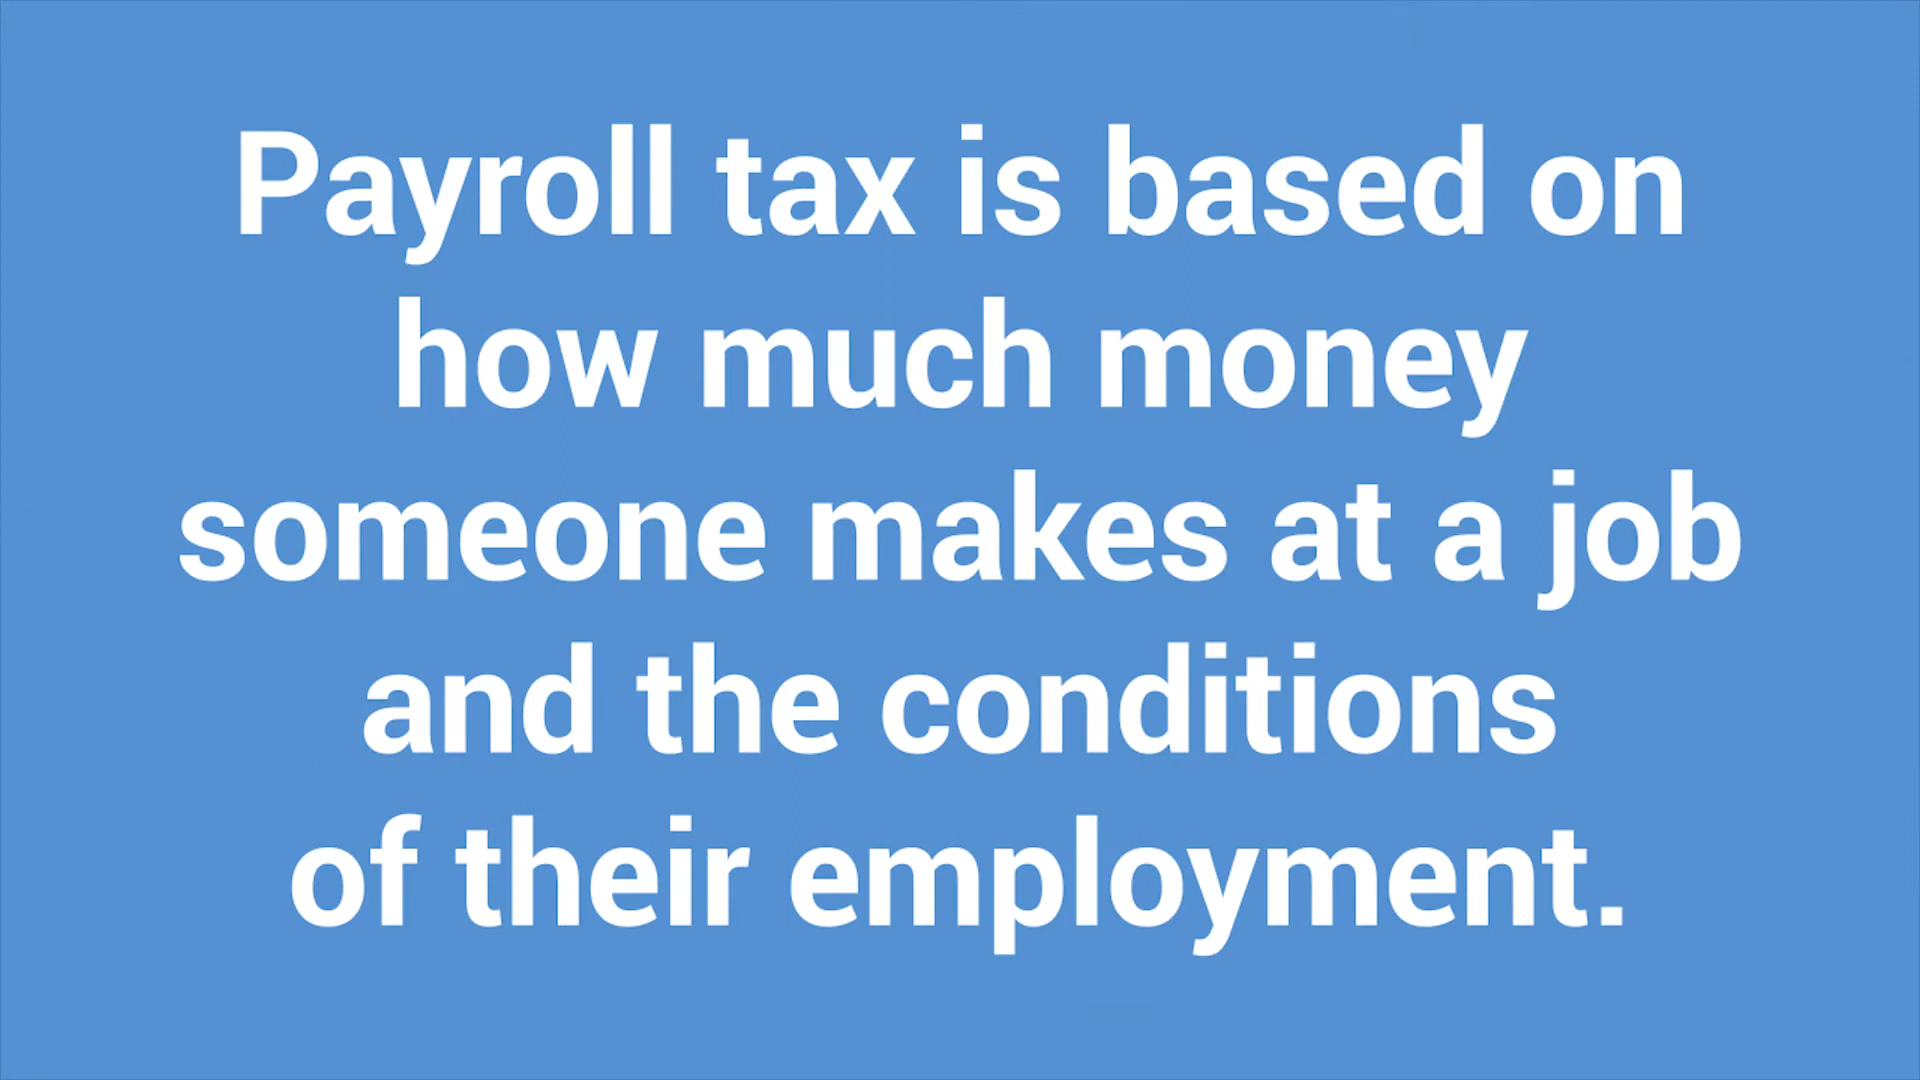 Payroll tax is based on
how much money
someone makes at a job
and the conditions
of their employment.